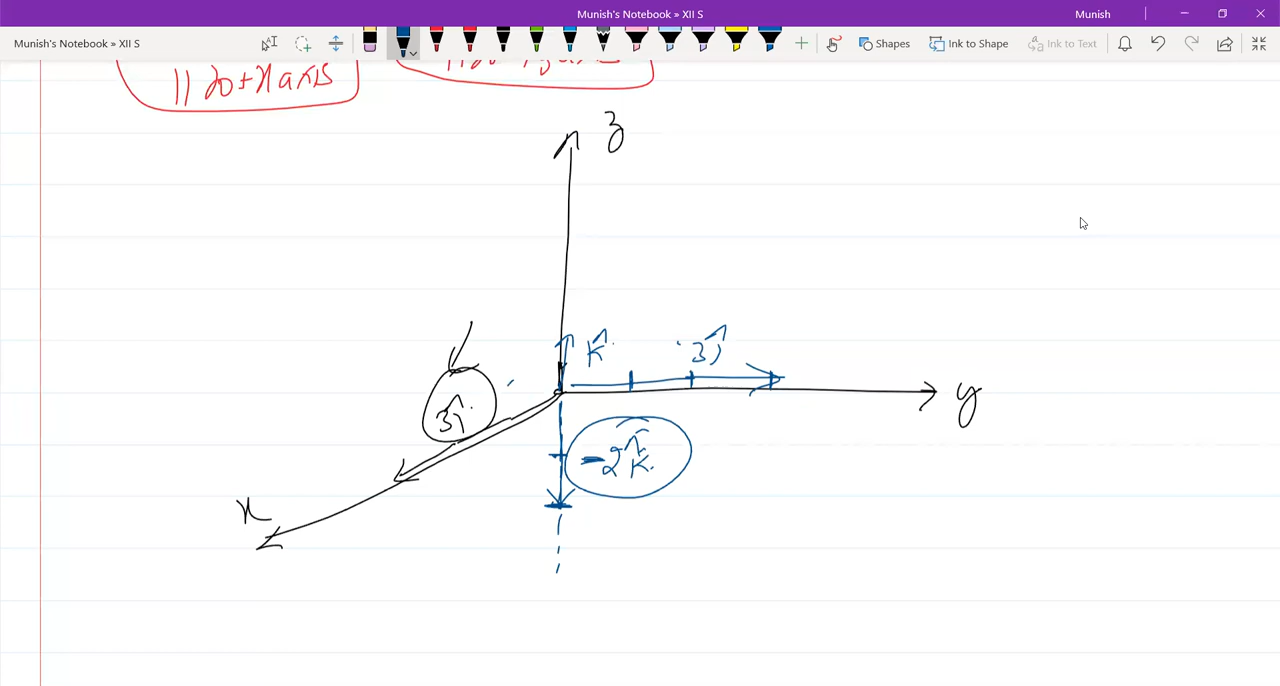 Munish's Notebook » XII S
Munish
Munish's Notebook » XII S
Shapes
Ink to Shape
Ink to Text
|| to + x axis
z
k̂
3ĵ
y
3î
-2k̂
x